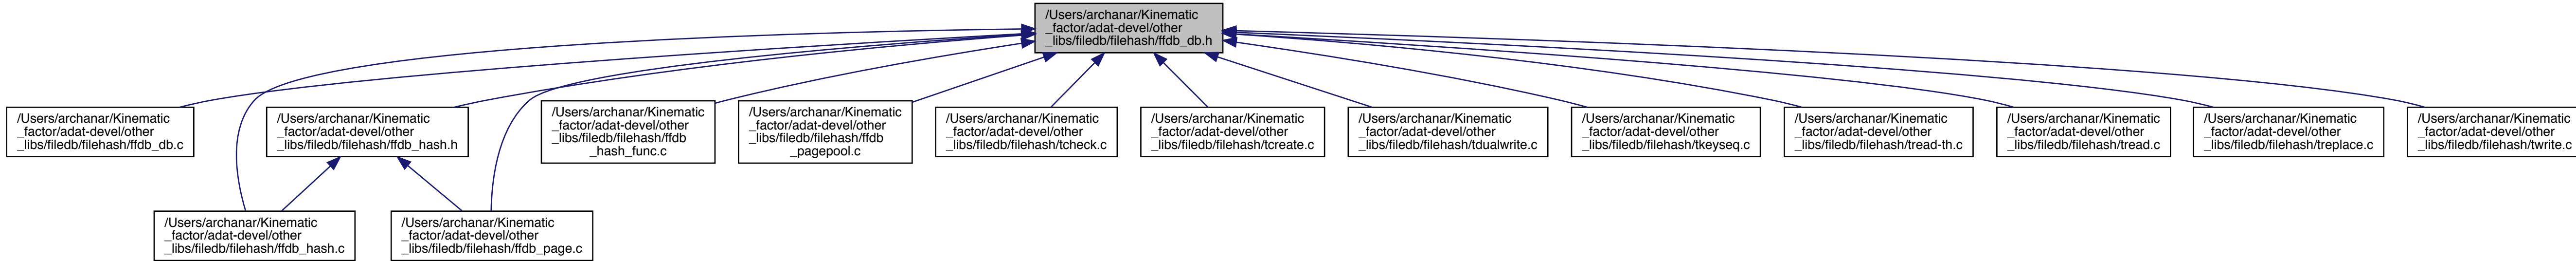 /Users/archanar/Kinematic
_factor/adat-devel/other
_libs/filedb/filehash/ffdb_db.h
/Users/archanar/Kinematic
_factor/adat-devel/other
_libs/filedb/filehash/ffdb_db.c
/Users/archanar/Kinematic
_factor/adat-devel/other
_libs/filedb/filehash/ffdb_hash.h
/Users/archanar/Kinematic
_factor/adat-devel/other
_libs/filedb/filehash/ffdb
_hash_func.c
/Users/archanar/Kinematic
_factor/adat-devel/other
_libs/filedb/filehash/ffdb
_pagepool.c
/Users/archanar/Kinematic
_factor/adat-devel/other
_libs/filedb/filehash/tcheck.c
/Users/archanar/Kinematic
_factor/adat-devel/other
_libs/filedb/filehash/tcreate.c
/Users/archanar/Kinematic
_factor/adat-devel/other
_libs/filedb/filehash/tdualwrite.c
/Users/archanar/Kinematic
_factor/adat-devel/other
_libs/filedb/filehash/tkeyseq.c
/Users/archanar/Kinematic
_factor/adat-devel/other
_libs/filedb/filehash/tread-th.c
/Users/archanar/Kinematic
_factor/adat-devel/other
_libs/filedb/filehash/tread.c
/Users/archanar/Kinematic
_factor/adat-devel/other
_libs/filedb/filehash/treplace.c
/Users/archanar/Kinematic
_factor/adat-devel/other
_libs/filedb/filehash/twrite.c
/Users/archanar/Kinematic
_factor/adat-devel/other
_libs/filedb/filehash/ffdb_hash.c
/Users/archanar/Kinematic
_factor/adat-devel/other
_libs/filedb/filehash/ffdb_page.c